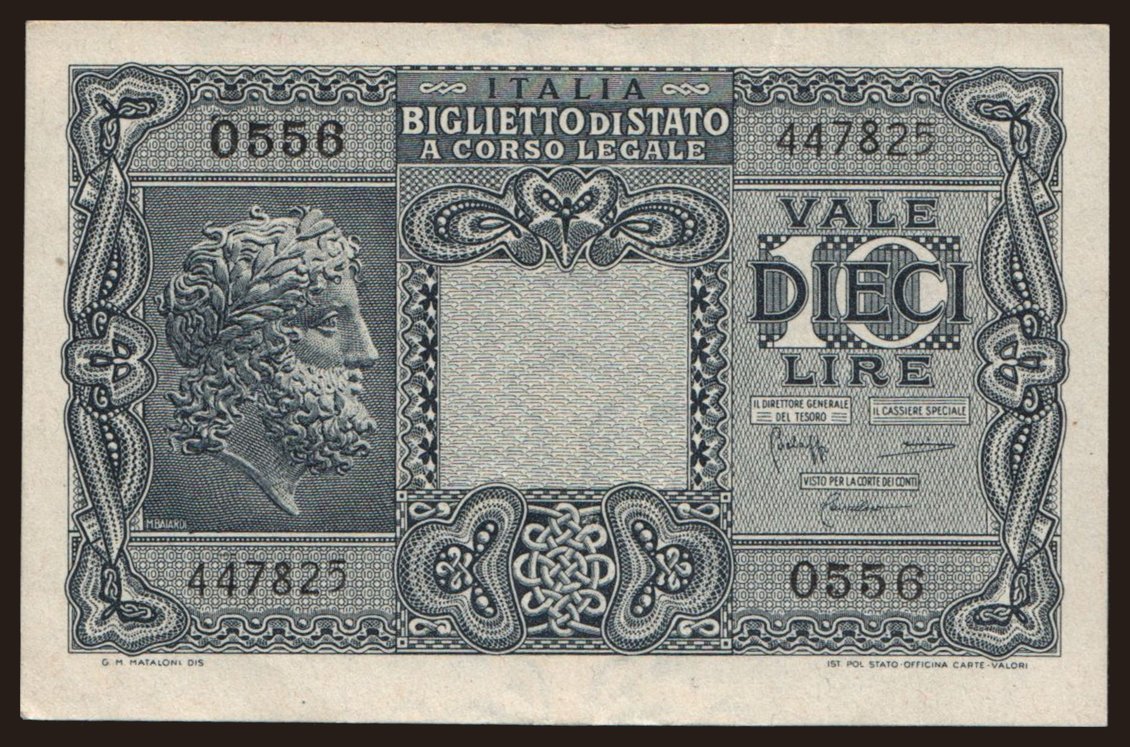 ITALIA
BIGLIETTO DI STATO
A CORSO LEGALE
0556
447825
VALE
10
DIECI
LIRE
IL DIRETTORE GENERALE
DEL TESORO
IL CASSIERE SPECIALE
VISTO PER LA CORTE DEI CONTI
M. BAIARDI
447825
0556
G. M. MATALONI. DIS
IST. POL. STATO-OFFICINA CARTE-VALORI